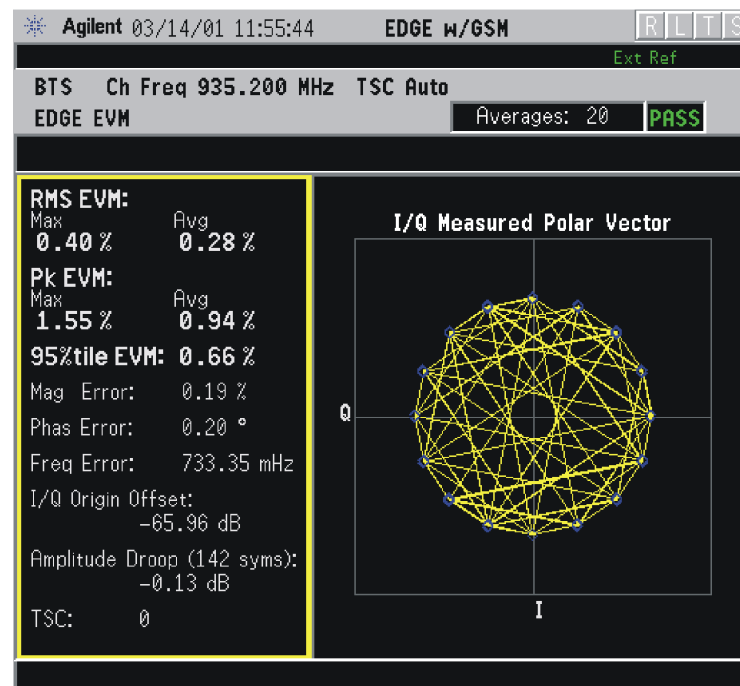 Agilent 03/14/01 11:55:44 EDGE w/GSM R L T S
Ext Ref
BTS Ch Freq 935.200 MHz TSC Auto
EDGE EVM Averages: 20 PASS
RMS EVM:
Max Avg
0.40 % 0.28 %
Pk EVM:
Max Avg
1.55 % 0.94 %
95%tile EVM: 0.66 %
Mag Error: 0.19 %
Phas Error: 0.20 °
Freq Error: 733.35 mHz
I/Q Origin Offset:
-65.96 dB
Amplitude Droop (142 syms):
-0.13 dB
TSC: 0
I/Q Measured Polar Vector
Q
I